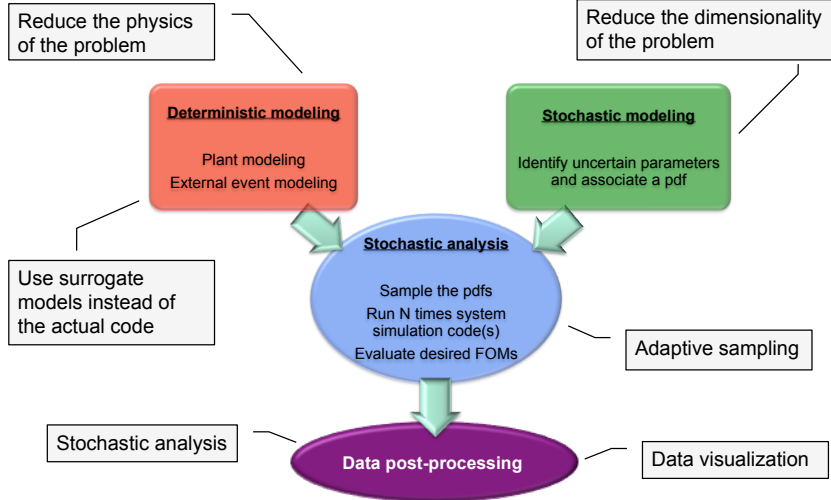 Reduce the physics
of the problem
Reduce the dimensionality
of the problem
Deterministic modeling
Plant modeling
External event modeling
Stochastic modeling
Identify uncertain parameters
and associate a pdf
Use surrogate
models instead of
the actual code
Stochastic analysis
Sample the pdfs
Run N times system
simulation code(s)
Evaluate desired FOMs
Adaptive sampling
Stochastic analysis
Data post-processing
Data visualization